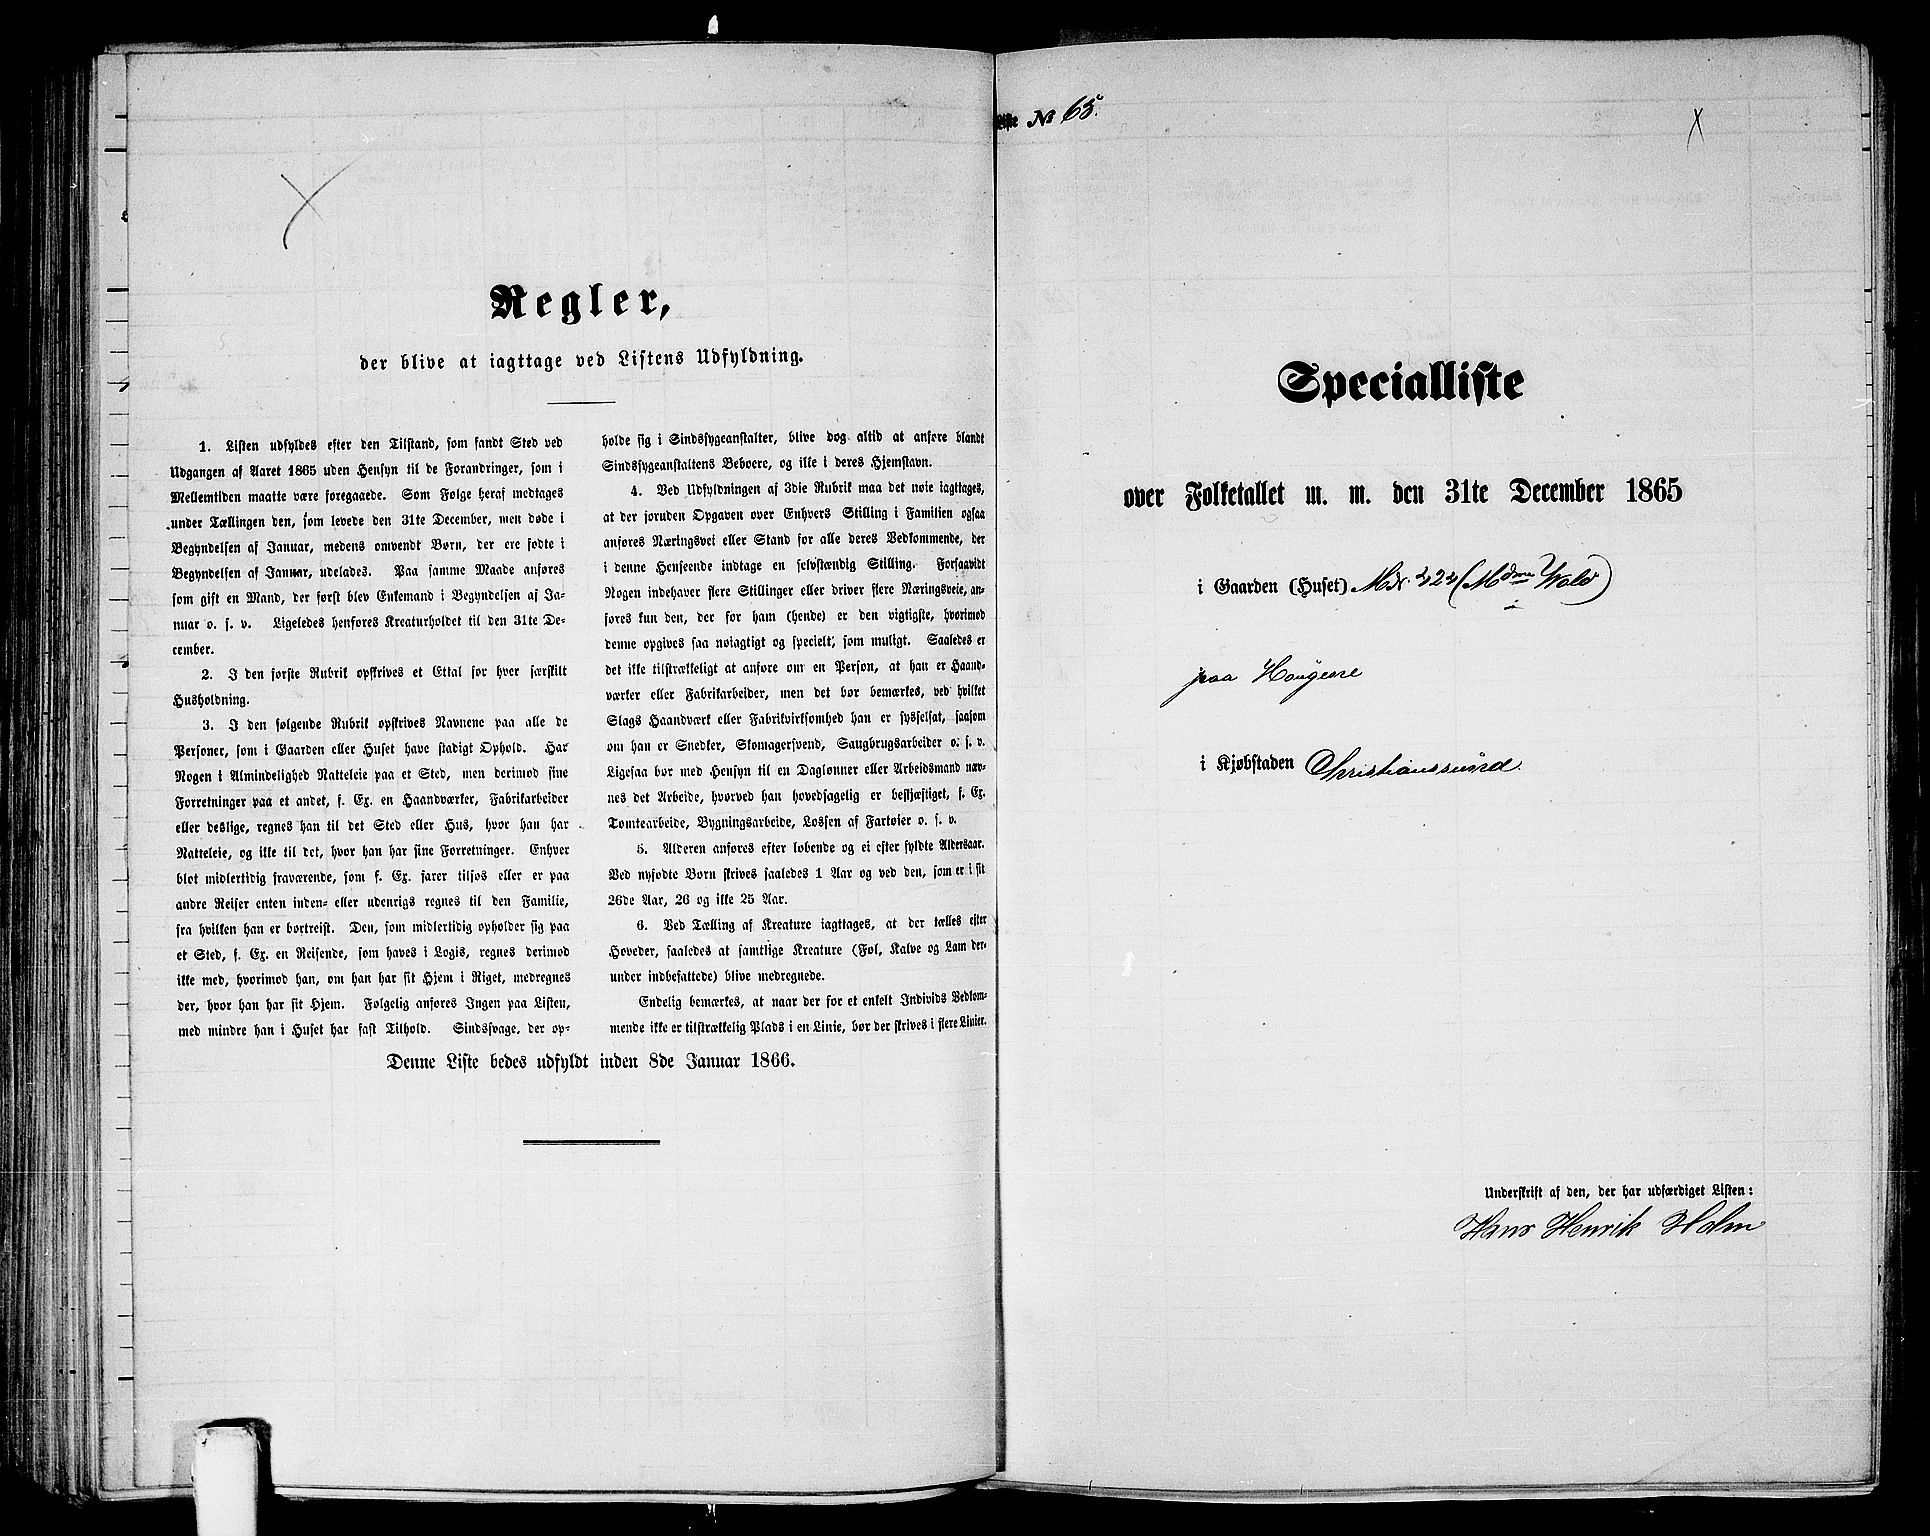 Regler,
der blive at iagttage ved Listens Udfyldning.
1. Listen udfyldes efter den Tilstand, som fandt Sted ved
Udgangen af Aaret 1865 uden Hensyn til de Forandringer, som i
Mellemtiden maatte være foregaaede. Som Følge heraf medtages
under Tællingen den, som levede den 31te December, men døde i
Begyndelsen af Januar, medens omvendt Børn, der ere fødte i
Begyndelsen af Januar, udelades. Paa samme Maade anføres
som gift en Mand, der først blev Enkemand i Begyndelsen af Ja-
nuar o. s. v. Ligeledes henføres Kreaturholdet til den 31te De-
cember.
2. I den første Rubrik opskrives et Ettal for hver særskilt
Husholdning.
3. I den følgende Rubrik opskrives Navnene paa alle de
Personer, som i Gaarden eller Huset have stadigt Ophold. Har
Nogen i Almindelighed Natteleie paa et Sted, men derimod sine
Forretninger paa et andet, f. Ex. en Haandværker, Fabrikarbeider
eller deslige, regnes han til det Sted eller Hus, hvor han har
Natteleie, og ikke til det, hvor han har sine Forretninger. Enhver
blot midlertidig fraværende, som f. Ex. farer tilsøs eller er paa
andre Reiser enten inden- eller udenrigs regnes til den Familie,
fra hvilken han er bortreist. Den, som midlertidig opholder sig paa
et Sted, f. Ex. en Reisende, som haves i Logis, regnes derimod
ikke med, hvorimod han, om han har sit Hjem i Riget, medregnes
der, hvor han har sit Hjem. Følgelig anføres Ingen paa Listen,
med mindre han i Huset har fast Tilhold. Sindssvage, der op-
holde sig i Sindssygeanstalter, blive dog altid at anføre blandt
Sindssygeanstaltens Beboere, og ikke i deres Hjemstavn.
4. Ved Udfyldningen af 3die Rubrik maa det nøie iagttages,
at der foruden Opgaven over Enhvers Stilling i Familien ogsaa
anføres Næringsvei eller Stand for alle deres Vedkommende, der
i denne Henseende indtage en selvstændig Stilling. Forsaavidt
Nogen indehaver flere Stillinger eller driver flere Næringsveie, an-
føres kun den, der for ham (hende) er den vigtigste, hvorimod
denne opgives saa nøiagtigt og specielt, som muligt. Saaledes er
det ikke tilstrækkeligt at anføre om en Person, at han er Haand-
værker eller Fabrikarbeider, men det bør bemærkes, ved hvilket
Slags Haandværk eller Fabrikvirksomhed han er sysselsat, saasom
om han er Snedker, Skomagersvend, Saugbrugsarbeider o. s. v.
Ligesaa bør med Hensyn til en Daglønner eller Arbeidsmand næv-
nes det Arbeide, hvorved han hovedsagelig er beskjæftiget, f. Ex.
Tomtearbeide, Bygningsarbeide, Lossen af Fartøier o. s. v.
5. Alderen anføres efter løbende og ei efter fyldte Aldersaar.
Ved nyfødte Børn skrives saaledes 1 Aar og ved den, som er i sit
26de Aar, 26 og ikke 25 Aar.
6. Ved Tælling af Kreature iagttages, at der tælles efter
Hoveder, saaledes at samtlige Kreature (Føl, Kalve og Lam der-
under indbefattede) blive medregnede.
Endelig bemærkes, at naar der for et enkelt Individs Vedkom-
mende ikke er tilstrækkelig Plads i en Linie, bør der skrives i flere Linier.
Denne Liste bedes udfyldt inden 8de Januar 1866.
Liste № 65.
Specialliste
over Folketallet m. m. den 31te December 1865
i Gaarden (Huset)
paa Haugene
i Kjøbstaden Christianssund.
Underskrift af den, der har udfærdiget Listen:
Hans Henrik Holm